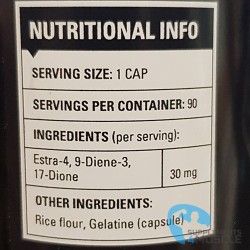 NUTRITIONAL INFO
SERVING SIZE: 1 CAP
SERVINGS PER CONTAINER: 90
INGREDIENTS (per serving):
Estra-4, 9-Diene-3,
17-Dione 30 mg
OTHER INGREDIENTS:
Rice flour, Gelatine (capsule)